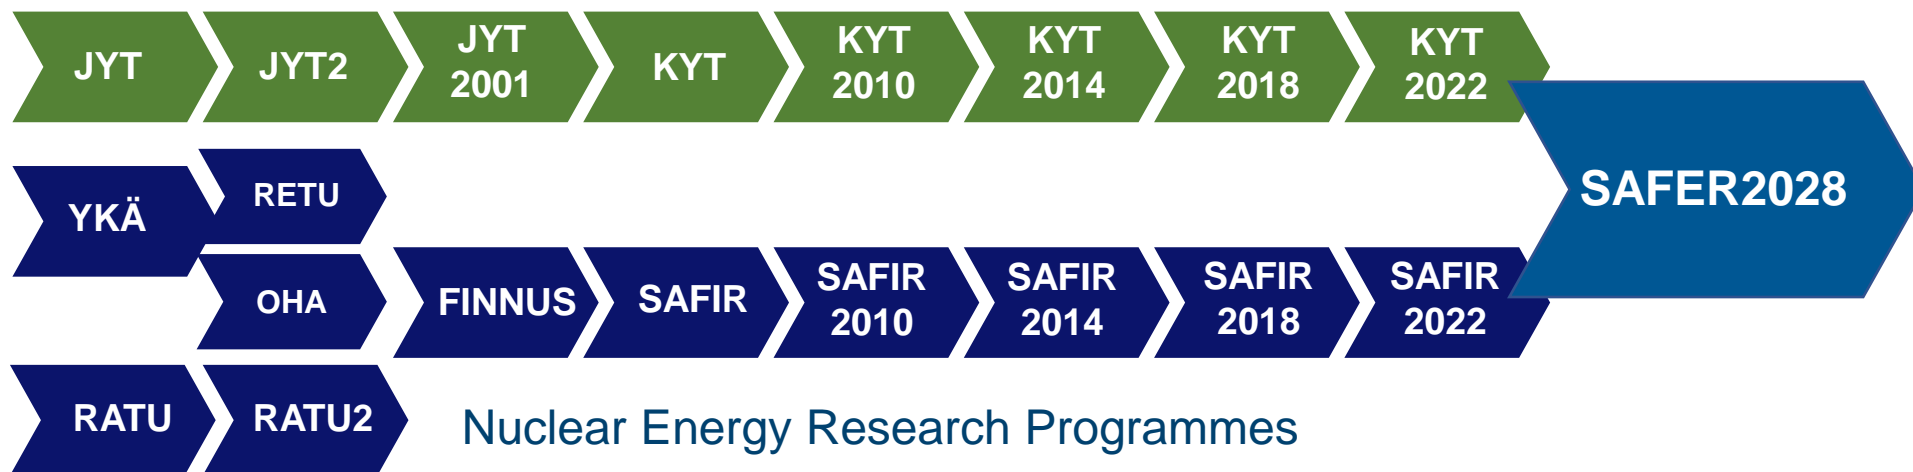 JYT
JYT2
JYT
2001
KYT
KYT
2010
KYT
2014
KYT
2018
KYT
2022
YKÄ
RETU
OHA
SAFER2028
FINNUS
SAFIR
SAFIR
2010
SAFIR
2014
SAFIR
2018
SAFIR
2022
RATU
RATU2
Nuclear Energy Research Programmes